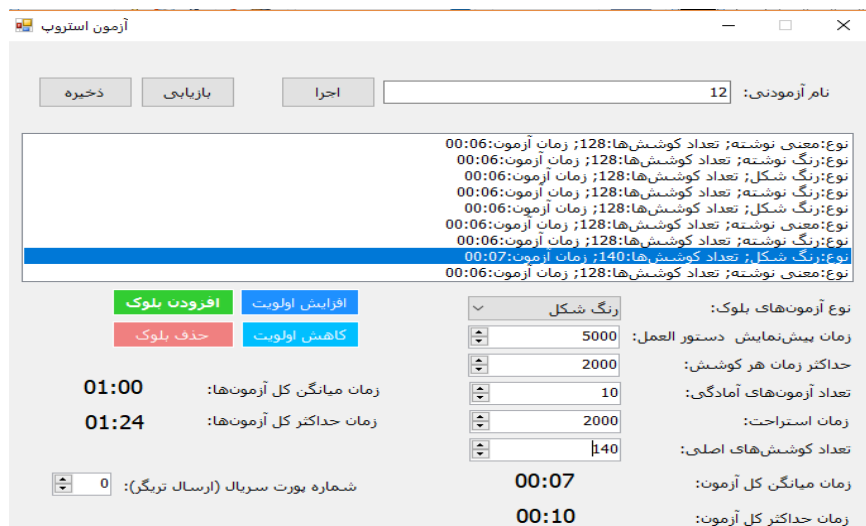 آزمون استروپ
نام آزمودنی: 12 اجرا بازیابی ذخیره
نوع:معنی نوشته; تعداد کوشش‌ها:128; زمان آزمون:00:06
نوع:رنگ نوشته; تعداد کوشش‌ها:128; زمان آزمون:00:06
نوع:رنگ شکل; تعداد کوشش‌ها:128; زمان آزمون:00:06
نوع:رنگ نوشته; تعداد کوشش‌ها:128; زمان آزمون:00:06
نوع:رنگ شکل; تعداد کوشش‌ها:128; زمان آزمون:00:06
نوع:معنی نوشته; تعداد کوشش‌ها:128; زمان آزمون:00:06
نوع:رنگ نوشته; تعداد کوشش‌ها:128; زمان آزمون:00:06
نوع:رنگ شکل; تعداد کوشش‌ها:140; زمان آزمون:00:07
نوع:معنی نوشته; تعداد کوشش‌ها:128; زمان آزمون:00:06
نوع آزمون‌های بلوک: رنگ شکل
زمان پیش‌نمایش دستور العمل: 5000
حداکثر زمان هر کوشش: 2000
تعداد آزمون‌های آمادگی: 10
زمان استراحت: 2000
تعداد کوشش‌های اصلی: 140
زمان میانگن کل آزمون: 00:07
زمان حداکثر کل آزمون: 00:10
افزایش اولویت افزودن بلوک
کاهش اولویت حذف بلوک
زمان میانگن کل آزمون‌ها: 01:00
زمان حداکثر کل آزمون‌ها: 01:24
شماره پورت سریال (ارسال تریگر): 0